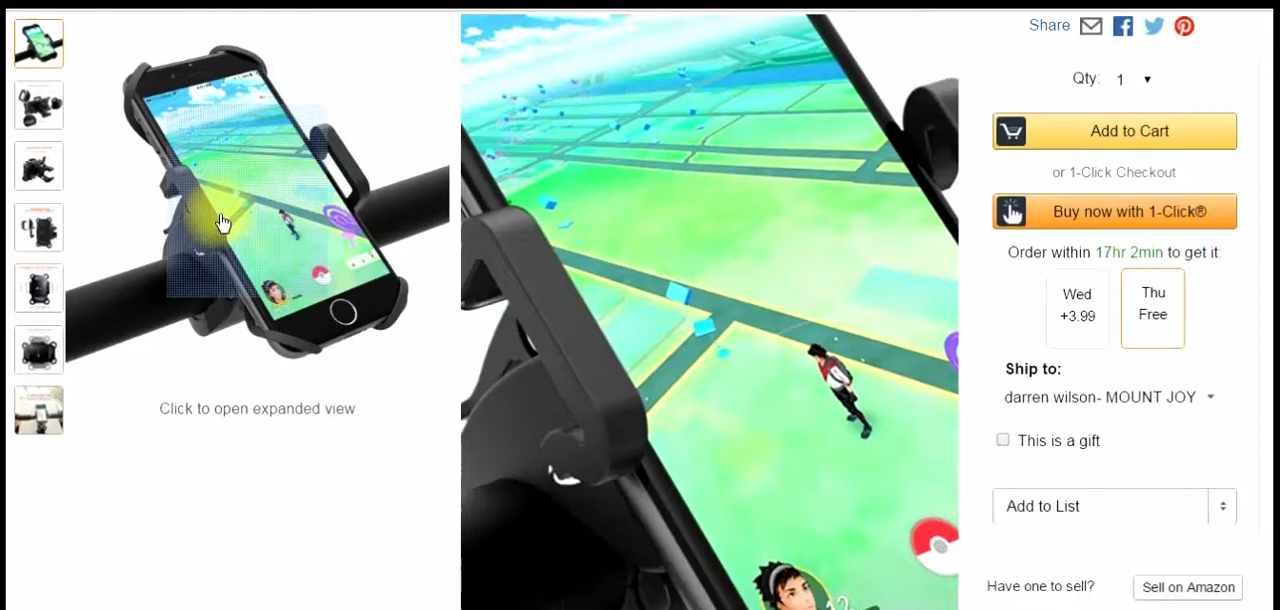 Share
Qty: 1
Add to Cart
or 1-Click Checkout
Buy now with 1-Click®
Order within 17hr 2min to get it:
Wed
+3.99
Thu
Free
Ship to:
darren wilson- MOUNT JOY
This is a gift
Add to List
Have one to sell?
Sell on Amazon
Click to open expanded view
12